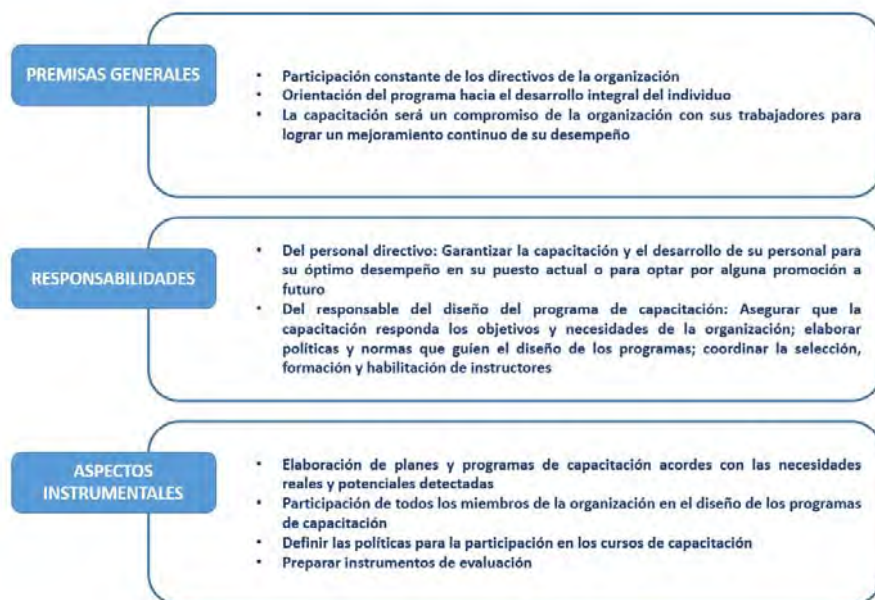 PREMISAS GENERALES
• Participación constante de los directivos de la organización
• Orientación del programa hacia el desarrollo integral del individuo
• La capacitación será un compromiso de la organización con sus trabajadores para
lograr un mejoramiento continuo de su desempeño
RESPONSABILIDADES
• Del personal directivo: Garantizar la capacitación y el desarrollo de su personal para
su óptimo desempeño en su puesto actual o para optar por alguna promoción a
futuro
• Del responsable del diseño del programa de capacitación: Asegurar que la
capacitación responda los objetivos y necesidades de la organización; elaborar
políticas y normas que guíen el diseño de los programas; coordinar la selección,
formación y habilitación de instructores
ASPECTOS
INSTRUMENTALES
• Elaboración de planes y programas de capacitación acordes con las necesidades
reales y potenciales detectadas
• Participación de todos los miembros de la organización en el diseño de los programas
de capacitación
• Definir las políticas para la participación en los cursos de capacitación
• Preparar instrumentos de evaluación